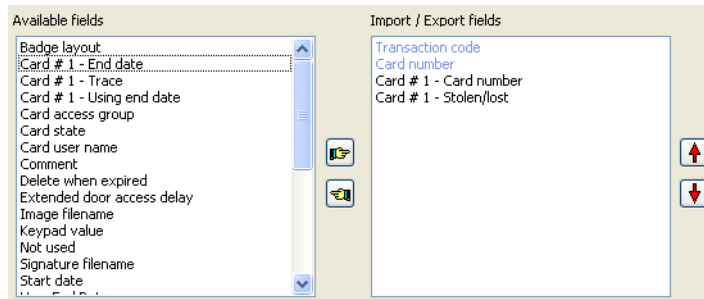 Available fields
Import / Export fields
Badge layout
Card # 1 - End date
Card # 1 - Trace
Card # 1 - Using end date
Card access group
Card state
Card user name
Comment
Delete when expired
Extended door access delay
Image filename
Keypad value
Not used
Signature filename
Start date
Transaction code
Card number
Card # 1 - Card number
Card # 1 - Stolen/lost